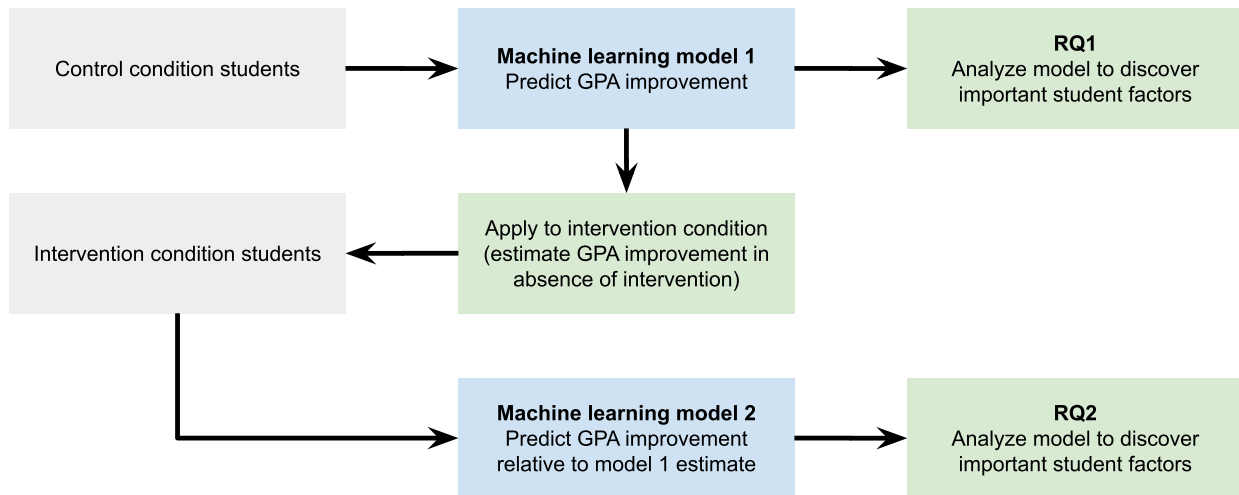 Control condition students
Machine learning model 1
Predict GPA improvement
RQ1
Analyze model to discover
important student factors
Intervention condition students
Apply to intervention condition
(estimate GPA improvement in
absence of intervention)
Machine learning model 2
Predict GPA improvement
relative to model 1 estimate
RQ2
Analyze model to discover
important student factors